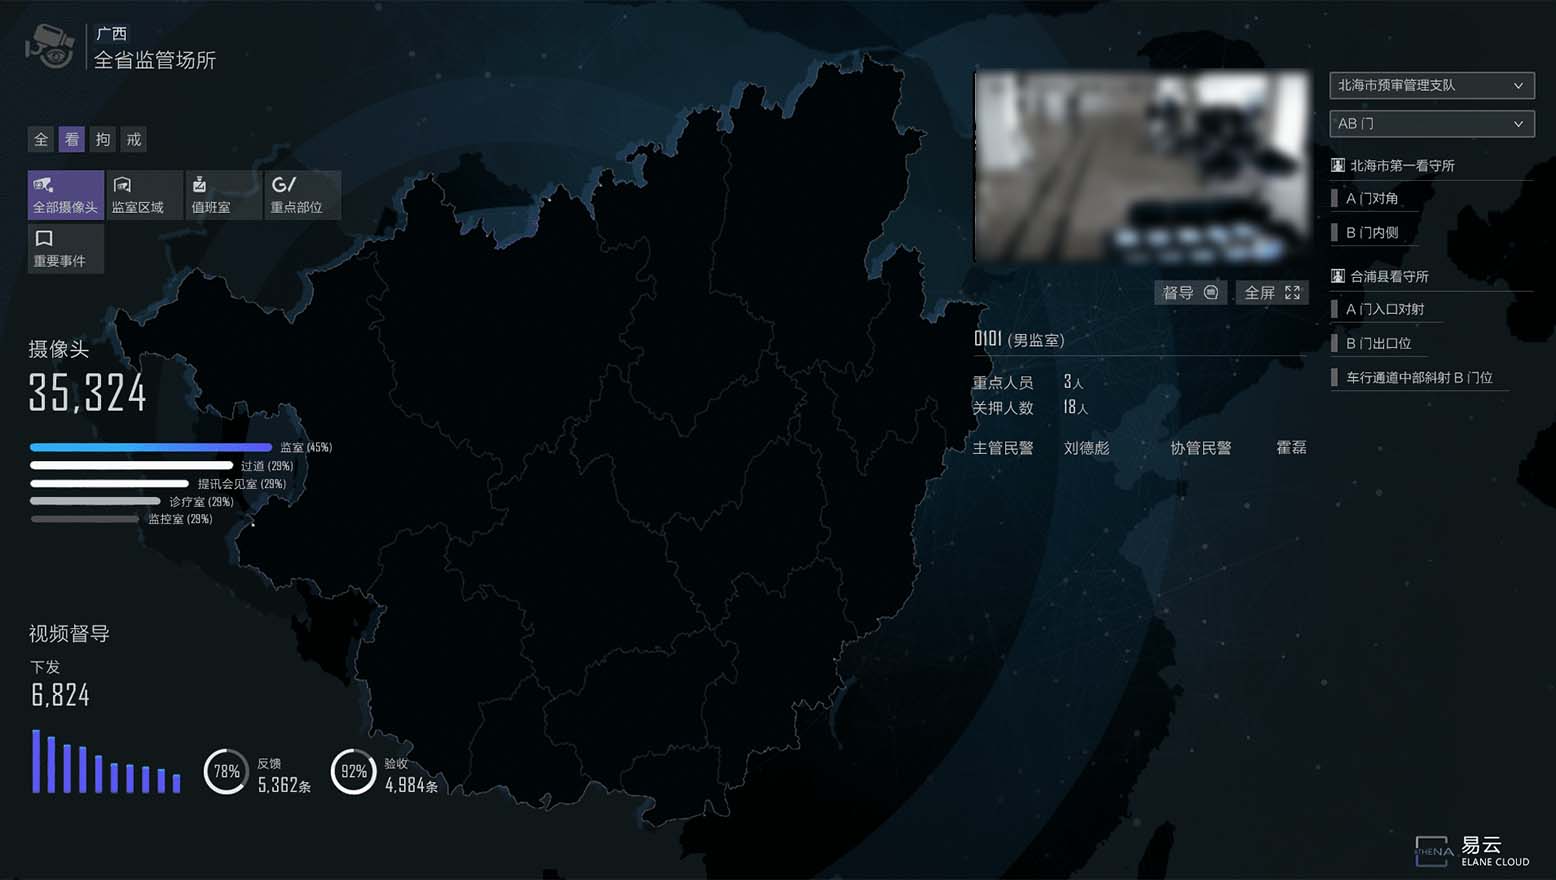 广西
全省监管场所
全
看
拘
戒
全部摄像头
监室区域
值班室
重点部位
重要事件
摄像头
35,324
监室 (45%)
过道 (29%)
提讯会见室 (29%)
诊疗室 (29%)
监控室 (29%)
视频督导
下发
6,824
78%
反馈
5,362条
92%
验收
4,984条
督导
全屏
0101 (男监室)
重点人员 3人
关押人数 18人
主管民警 刘德彪 协管民警 霍磊
北海市预审管理支队
AB 门
北海市第一看守所
A 门对角
B 门内侧
合浦县看守所
A 门入口对射
B 门出口位
车行通道中部斜射 B 门位
ATHENA
易云
ELANE CLOUD